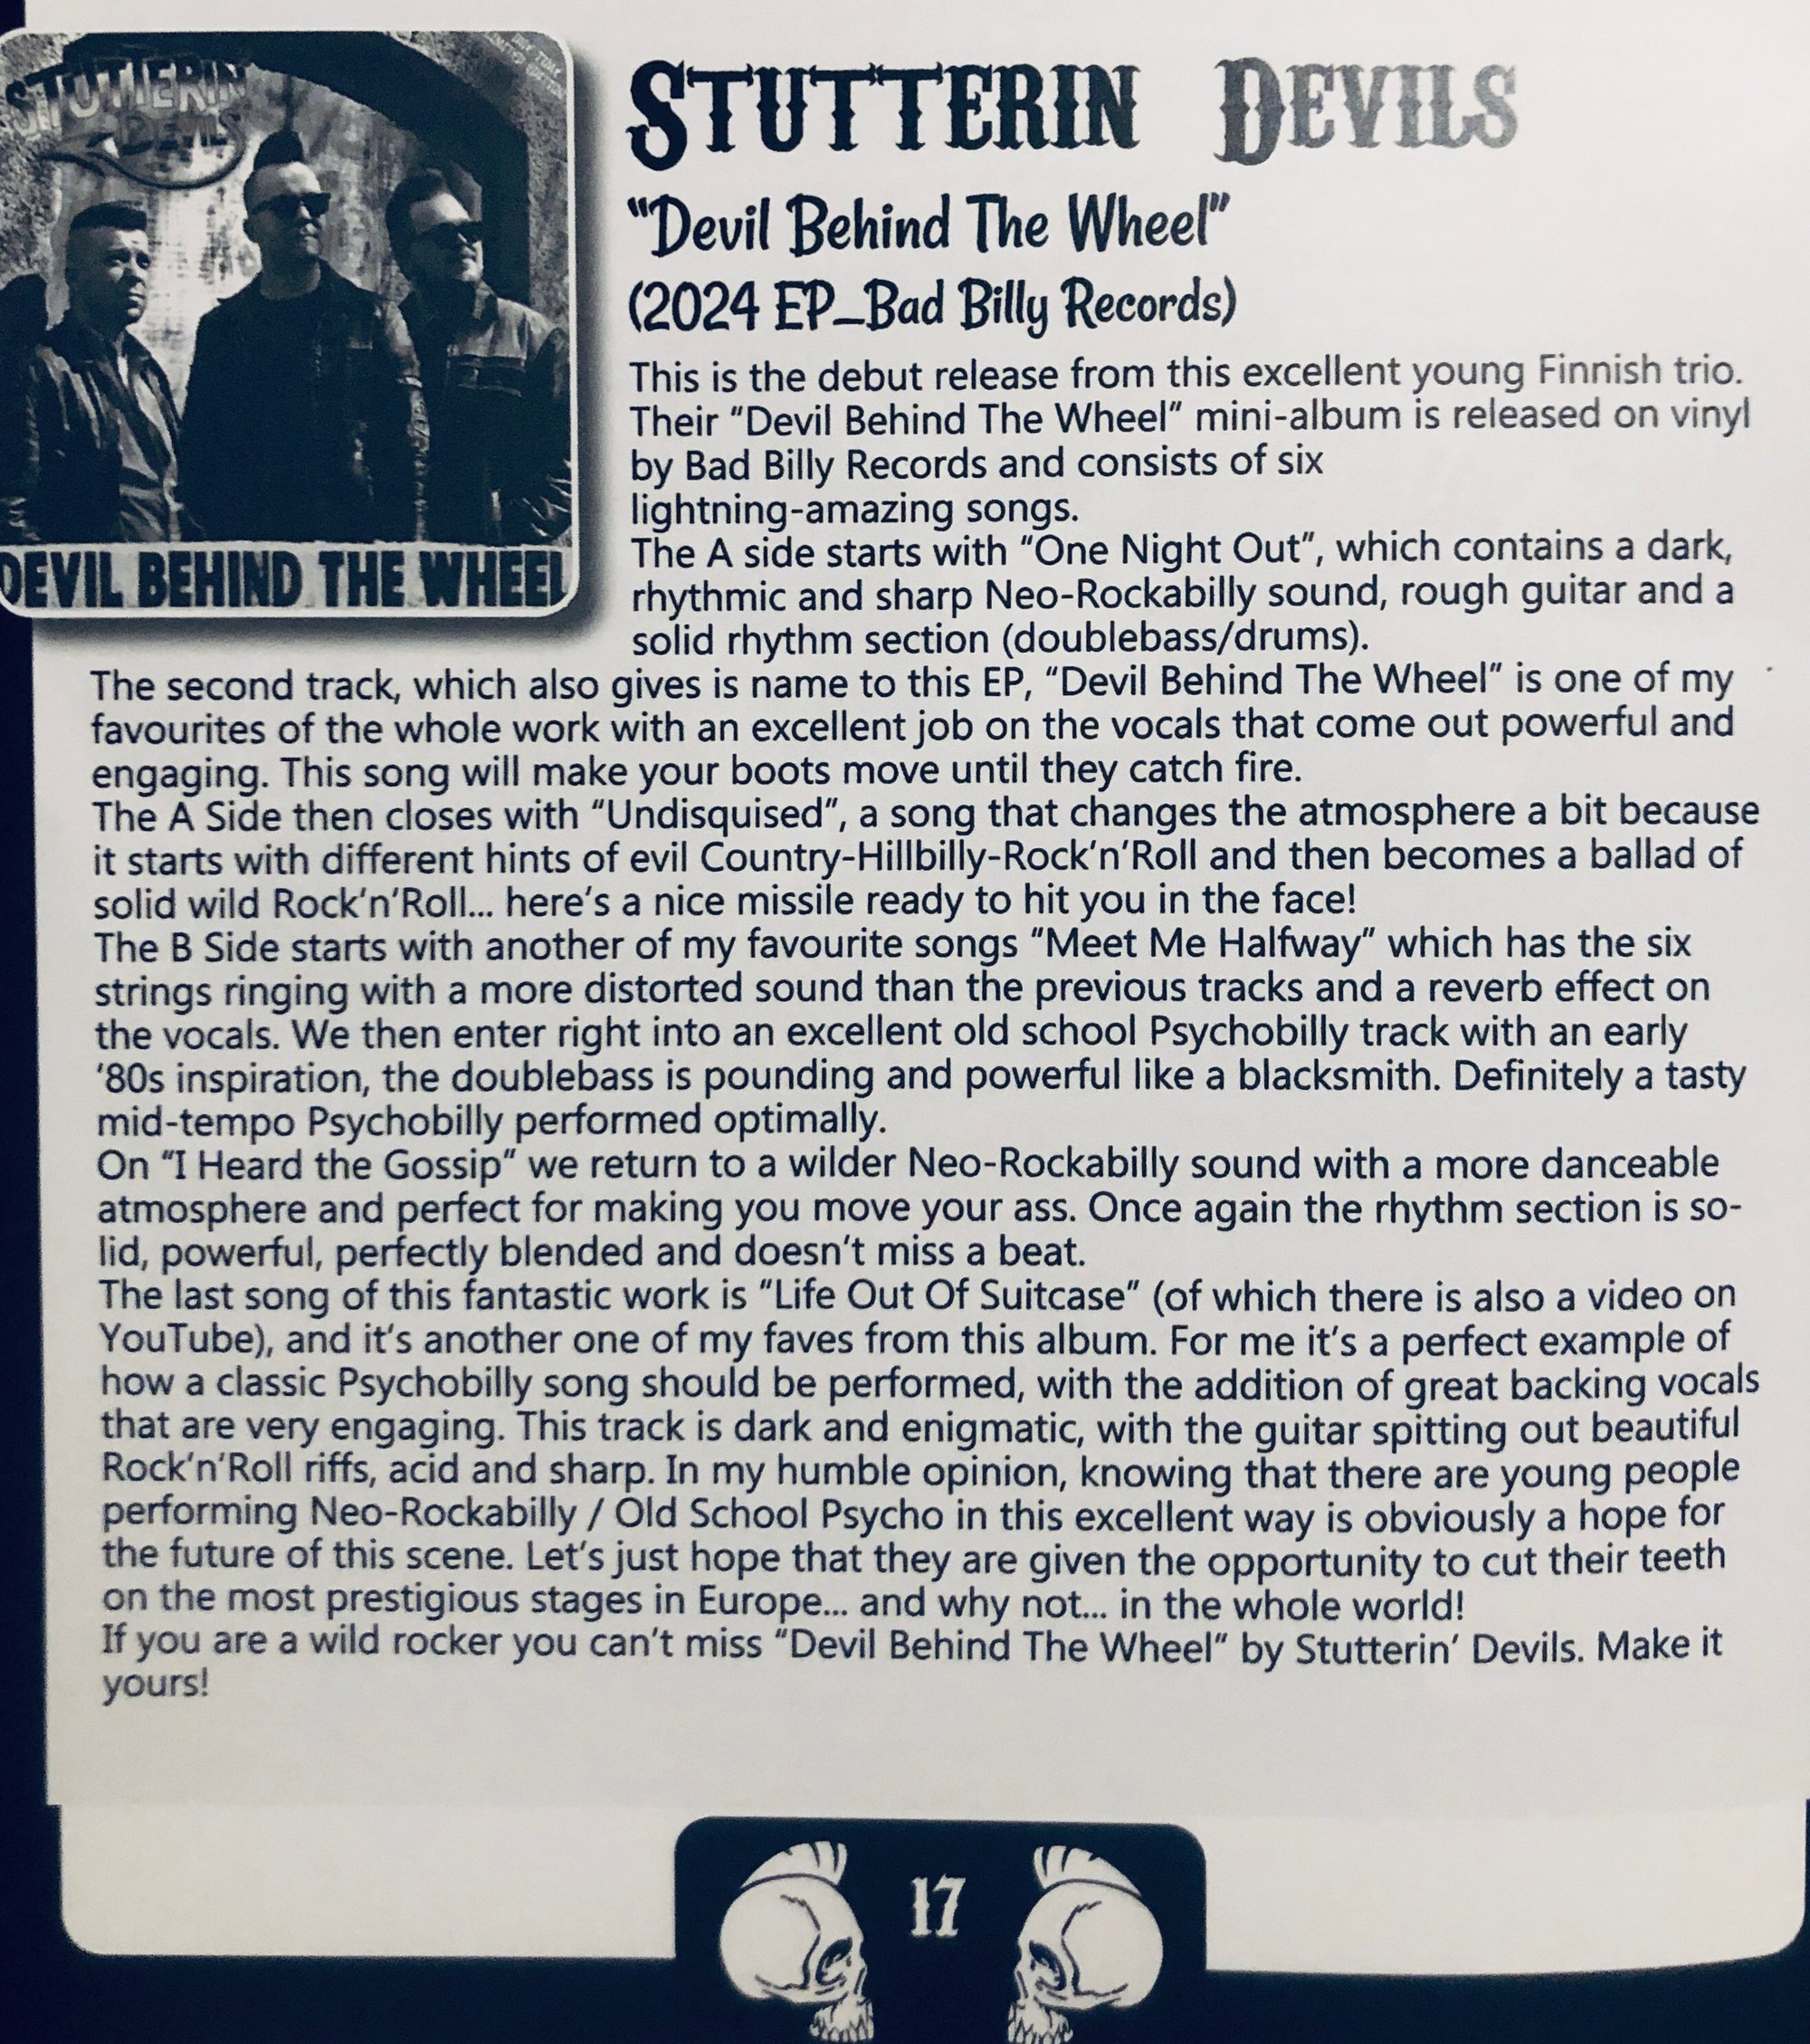 STUTTERIN
DEVILS
DEVIL BEHIND THE WHEEL
STUTTERIN DEVILS
"Devil Behind The Wheel"
(2024 EP_Bad Billy Records)
This is the debut release from this excellent young Finnish trio.
Their "Devil Behind The Wheel" mini-album is released on vinyl
by Bad Billy Records and consists of six
lightning-amazing songs.
The A side starts with "One Night Out", which contains a dark,
rhythmic and sharp Neo-Rockabilly sound, rough guitar and a
solid rhythm section (doublebass/drums).
The second track, which also gives is name to this EP, "Devil Behind The Wheel" is one of my
favourites of the whole work with an excellent job on the vocals that come out powerful and
engaging. This song will make your boots move until they catch fire.
The A Side then closes with "Undisquised", a song that changes the atmosphere a bit because
it starts with different hints of evil Country-Hillbilly-Rock'n'Roll and then becomes a ballad of
solid wild Rock'n'Roll... here's a nice missile ready to hit you in the face!
The B Side starts with another of my favourite songs "Meet Me Halfway" which has the six
strings ringing with a more distorted sound than the previous tracks and a reverb effect on
the vocals. We then enter right into an excellent old school Psychobilly track with an early
'80s inspiration, the doublebass is pounding and powerful like a blacksmith. Definitely a tasty
mid-tempo Psychobilly performed optimally.
On "I Heard the Gossip" we return to a wilder Neo-Rockabilly sound with a more danceable
atmosphere and perfect for making you move your ass. Once again the rhythm section is so-
lid, powerful, perfectly blended and doesn't miss a beat.
The last song of this fantastic work is "Life Out Of Suitcase" (of which there is also a video on
YouTube), and it's another one of my faves from this album. For me it's a perfect example of
how a classic Psychobilly song should be performed, with the addition of great backing vocals
that are very engaging. This track is dark and enigmatic, with the guitar spitting out beautiful
Rock'n'Roll riffs, acid and sharp. In my humble opinion, knowing that there are young people
performing Neo-Rockabilly / Old School Psycho in this excellent way is obviously a hope for
the future of this scene. Let's just hope that they are given the opportunity to cut their teeth
on the most prestigious stages in Europe... and why not... in the whole world!
If you are a wild rocker you can't miss "Devil Behind The Wheel" by Stutterin' Devils. Make it
yours!
17